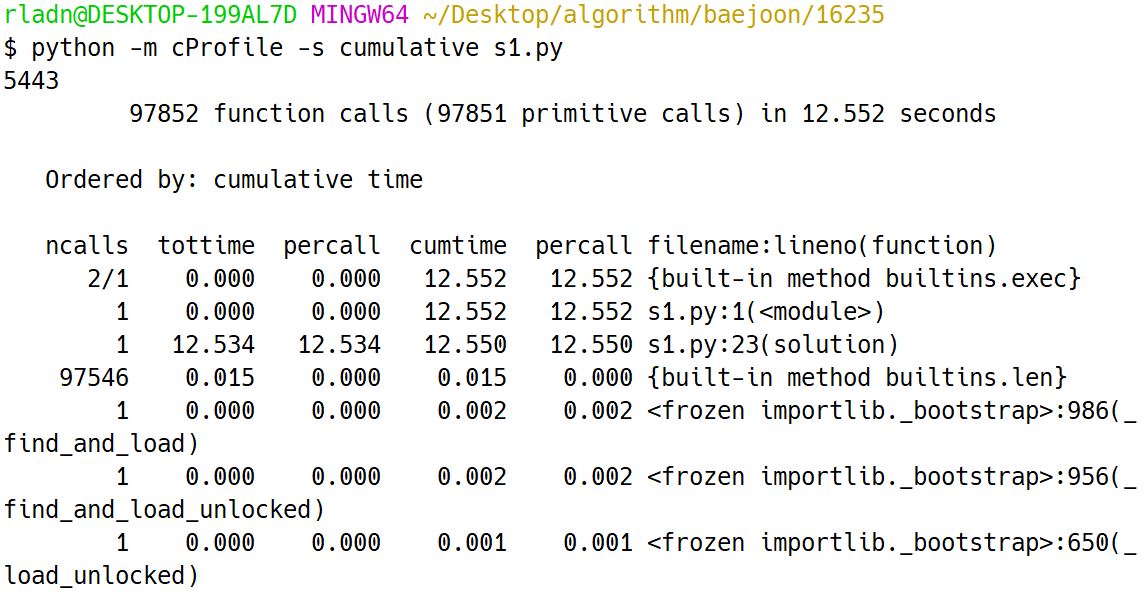 rladn@DESKTOP-199AL7D MINGW64 ~/Desktop/algorithm/baejoon/16235
$ python -m cProfile -s cumulative s1.py
5443
         97852 function calls (97851 primitive calls) in 12.552 seconds

   Ordered by: cumulative time

   ncalls  tottime  percall  cumtime  percall filename:lineno(function)
      2/1    0.000    0.000   12.552   12.552 {built-in method builtins.exec}
        1    0.000    0.000   12.552   12.552 s1.py:1(<module>)
        1   12.534   12.534   12.550   12.550 s1.py:23(solution)
    97546    0.015    0.000    0.015    0.000 {built-in method builtins.len}
        1    0.000    0.000    0.002    0.002 <frozen importlib._bootstrap>:986(_
find_and_load)
        1    0.000    0.000    0.002    0.002 <frozen importlib._bootstrap>:956(_
find_and_load_unlocked)
        1    0.000    0.000    0.001    0.001 <frozen importlib._bootstrap>:650(_
load_unlocked)